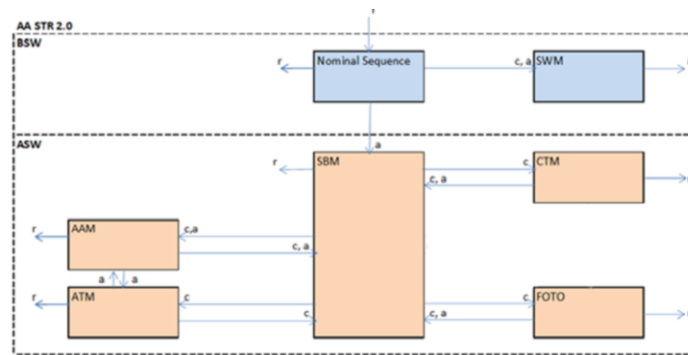 r
AA STR 2.0
BSW
r
Nominal Sequence
c, a
SWM
a
ASW
r
SBM
c
CTM
c, a
AAM
c,a
r
c, a
a
a
r
ATM
c
c
FOTO
c
c, a